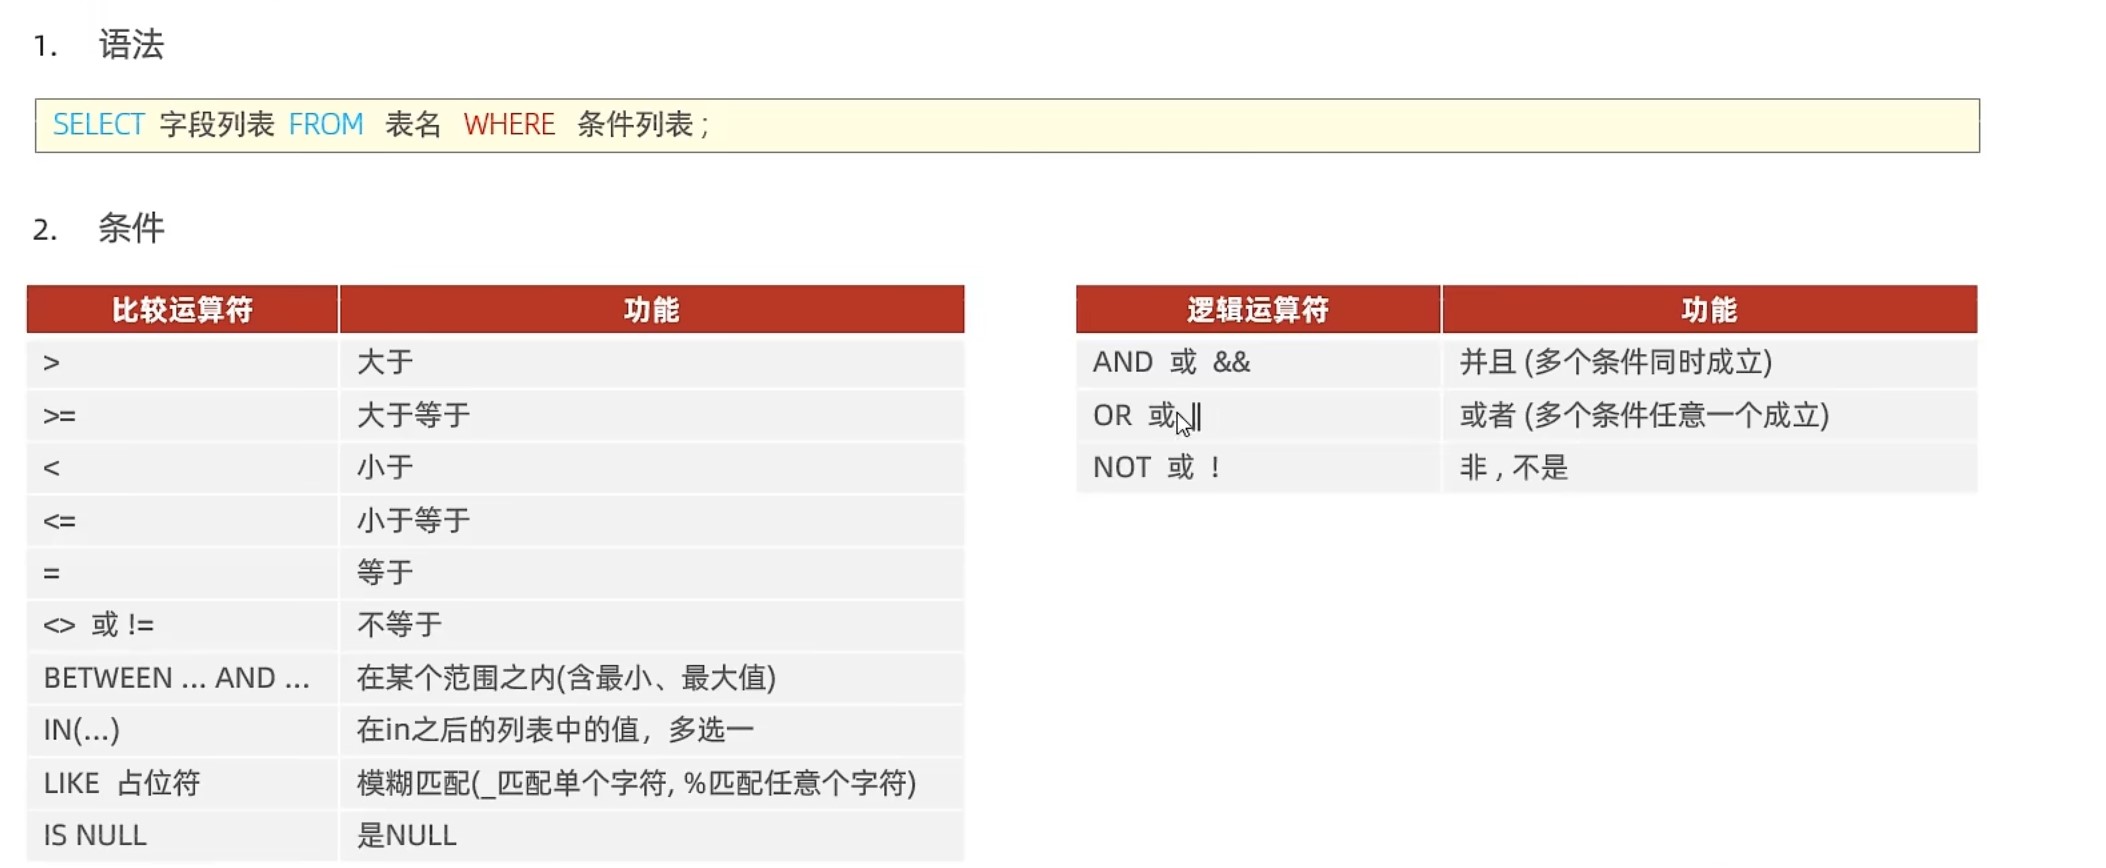 1. 语法
SELECT 字段列表 FROM 表名 WHERE 条件列表 ;
2. 条件
比较运算符 功能
> 大于
>= 大于等于
< 小于
<= 小于等于
= 等于
<> 或 != 不等于
BETWEEN ... AND ... 在某个范围之内(含最小、最大值)
IN(...) 在in之后的列表中的值，多选一
LIKE 占位符 模糊匹配(_匹配单个字符, %匹配任意个字符)
IS NULL 是NULL
逻辑运算符 功能
AND 或 && 并且 (多个条件同时成立)
OR 或 || 或者 (多个条件任意一个成立)
NOT 或 ! 非 , 不是